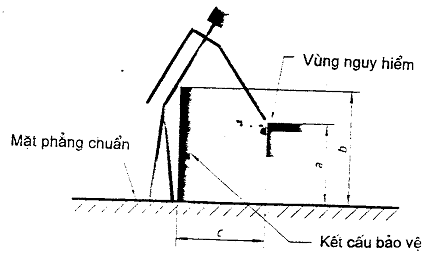 Vùng nguy hiểm
Mặt phẳng chuẩn
a
b
c
Kết cấu bảo vệ